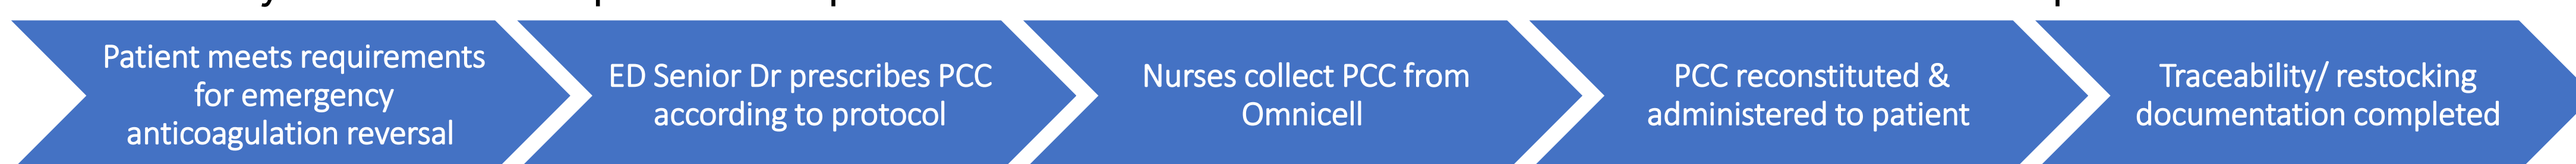 Patient meets requirements
for emergency
anticoagulation reversal
ED Senior Dr prescribes PCC
according to protocol
Nurses collect PCC from
Omnicell
PCC reconstituted &
administered to patient
Traceability/ restocking
documentation completed